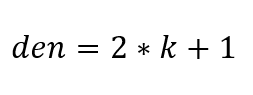 den = 2 ∗ k + 1